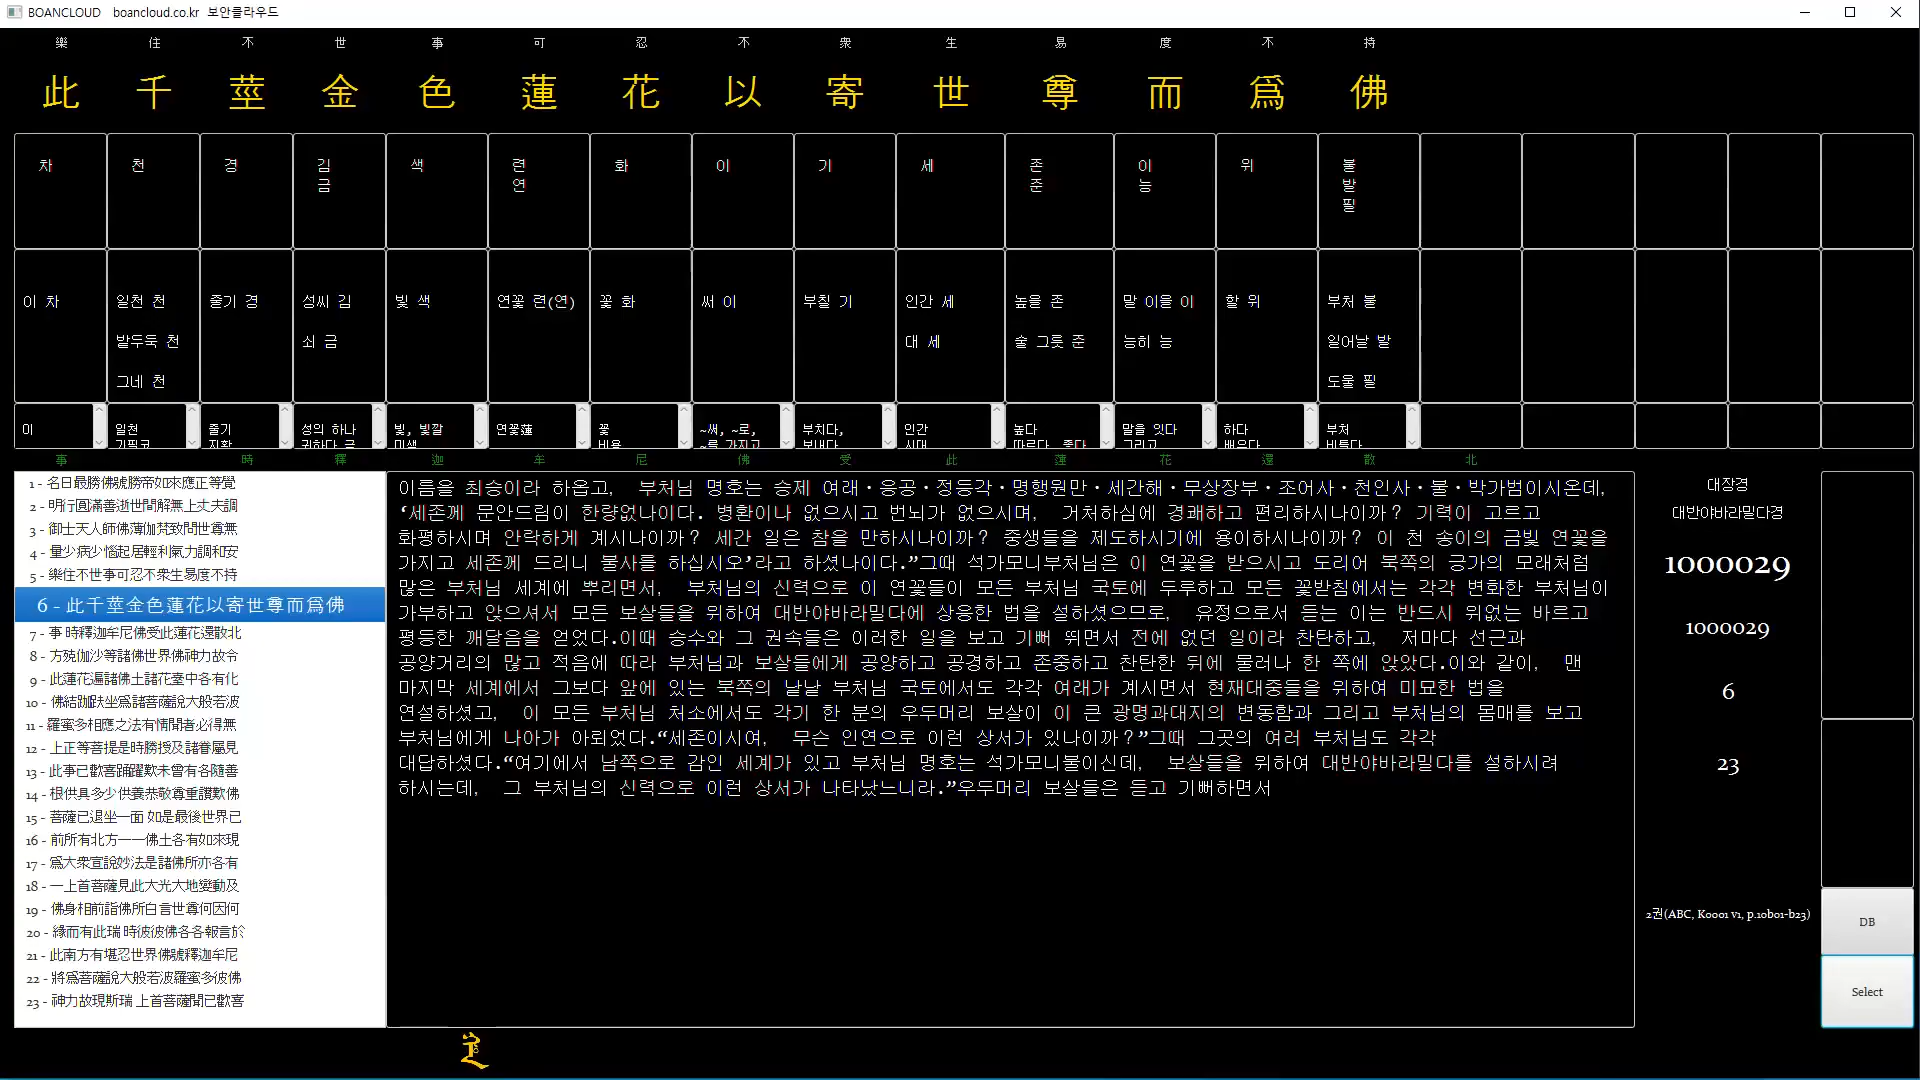 BOANCLOUD boancloud.co.kr 보안클라우드
樂 住 不 世 事 可 忍 不 衆 生 易 度 不 持
此 千 莖 金 色 蓮 花 以 寄 世 尊 而 爲 佛
차 천 경 김 색 련 화 이 기 세 존 이 위 불
금 연 준 능 발
필
이 차 일천 천 줄기 경 성씨 김 빛 색 연꽃 련(연) 꽃 화 써 이 부칠 기 인간 세 높을 존 말 이을 이 할 위 부처 불
밭두둑 천 쇠 금 대 세 술 그릇 준 능히 능 일어날 발
그네 천 도울 필
이 일천 줄기 성의 하나 빛, 빛깔 연꽃蓮 꽃 ~써, ~로, 부치다, 인간 높다 말을 잇다 하다 부처
事 時 釋 迦 牟 尼 佛 受 此 蓮 花 還 散 北
1 - 名曰最勝佛號勝帝如來應正等覺
2 - 明行圓滿善逝世間解無上丈夫調
3 - 御士天人師佛薄伽梵致問世尊無
4 - 量少病少惱起居輕利氣力調和安
5 - 樂住不世事可忍不衆生易度不持
6 - 此千莖金色蓮花以寄世尊而爲佛
7 - 事 時釋迦牟尼佛受此蓮花還散北
8 - 方殑伽沙等諸佛世界佛神力故令
9 - 此蓮花遍諸佛土諸花臺中各有化
10 - 佛結跏趺坐爲諸菩薩說大般若波
11 - 羅蜜多相應之法有情聞者必得無
12 - 上正等菩提是時勝授及諸眷屬見
13 - 此事已歡喜踊躍歎未曾有各隨善
14 - 根供具多少供養恭敬尊重讚歎佛
15 - 菩薩已退坐一面 如是最後世界已
16 - 前所有北方一一佛土各有如來現
17 - 爲大衆宣說妙法是諸佛所亦各有
18 - 一上首菩薩見此大光大地變動及
19 - 佛身相前詣佛所白言世尊何因何
20 - 緣而有此瑞 時彼彼佛各各報言於
21 - 此南方有堪忍世界佛號釋迦牟尼
22 - 將爲菩薩說大般若波羅蜜多彼佛
23 - 神力故現斯瑞 上首菩薩聞已歡喜
이름을 최승이라 하옵고, 부처님 명호는 승제 여래·응공·정등각·명행원만·세간해·무상장부·조어사·천인사·불·박가범이시온데,
‘세존께 문안드림이 한량없나이다. 병환이나 없으시고 번뇌가 없으시며, 거처하심에 경쾌하고 편리하시나이까? 기력이 고르고
화평하시며 안락하게 계시나이까? 세간 일은 참을 만하시나이까? 중생들을 제도하시기에 용이하시나이까? 이 천 송이의 금빛 연꽃을
가지고 세존께 드리니 불사를 하십시오’라고 하셨나이다.”그때 석가모니부처님은 이 연꽃을 받으시고 도리어 북쪽의 긍가의 모래처럼
많은 부처님 세계에 뿌리면서, 부처님의 신력으로 이 연꽃들이 모든 부처님 국토에 두루하고 모든 꽃받침에서는 각각 변화한 부처님이
가부하고 앉으셔서 모든 보살들을 위하여 대반야바라밀다에 상응한 법을 설하셨으므로, 유정으로서 듣는 이는 반드시 위없는 바르고
평등한 깨달음을 얻었다.이때 승수와 그 권속들은 이러한 일을 보고 기뻐 뛰면서 전에 없던 일이라 찬탄하고, 저마다 선근과
공양거리의 많고 적음에 따라 부처님과 보살들에게 공양하고 공경하고 존중하고 찬탄한 뒤에 물러나 한 쪽에 앉았다.이와 같이, 맨
마지막 세계에서 그보다 앞에 있는 북쪽의 낱낱 부처님 국토에서도 각각 여래가 계시면서 현재대중들을 위하여 미묘한 법을
연설하셨고, 이 모든 부처님 처소에서도 각기 한 분의 우두머리 보살이 이 큰 광명과대지의 변동함과 그리고 부처님의 몸매를 보고
부처님에게 나아가 아뢰었다.“세존이시여, 무슨 인연으로 이런 상서가 있나이까?”그때 그곳의 여러 부처님도 각각
대답하셨다.“여기에서 남쪽으로 감인 세계가 있고 부처님 명호는 석가모니불이신데, 보살들을 위하여 대반야바라밀다를 설하시려
하시는데, 그 부처님의 신력으로 이런 상서가 나타났느니라.”우두머리 보살들은 듣고 기뻐하면서
대장경
대반야바라밀다경
1000029
1000029
6
23
2권(ABC, K0001 v1, p.10b01-b23)
DB
Select